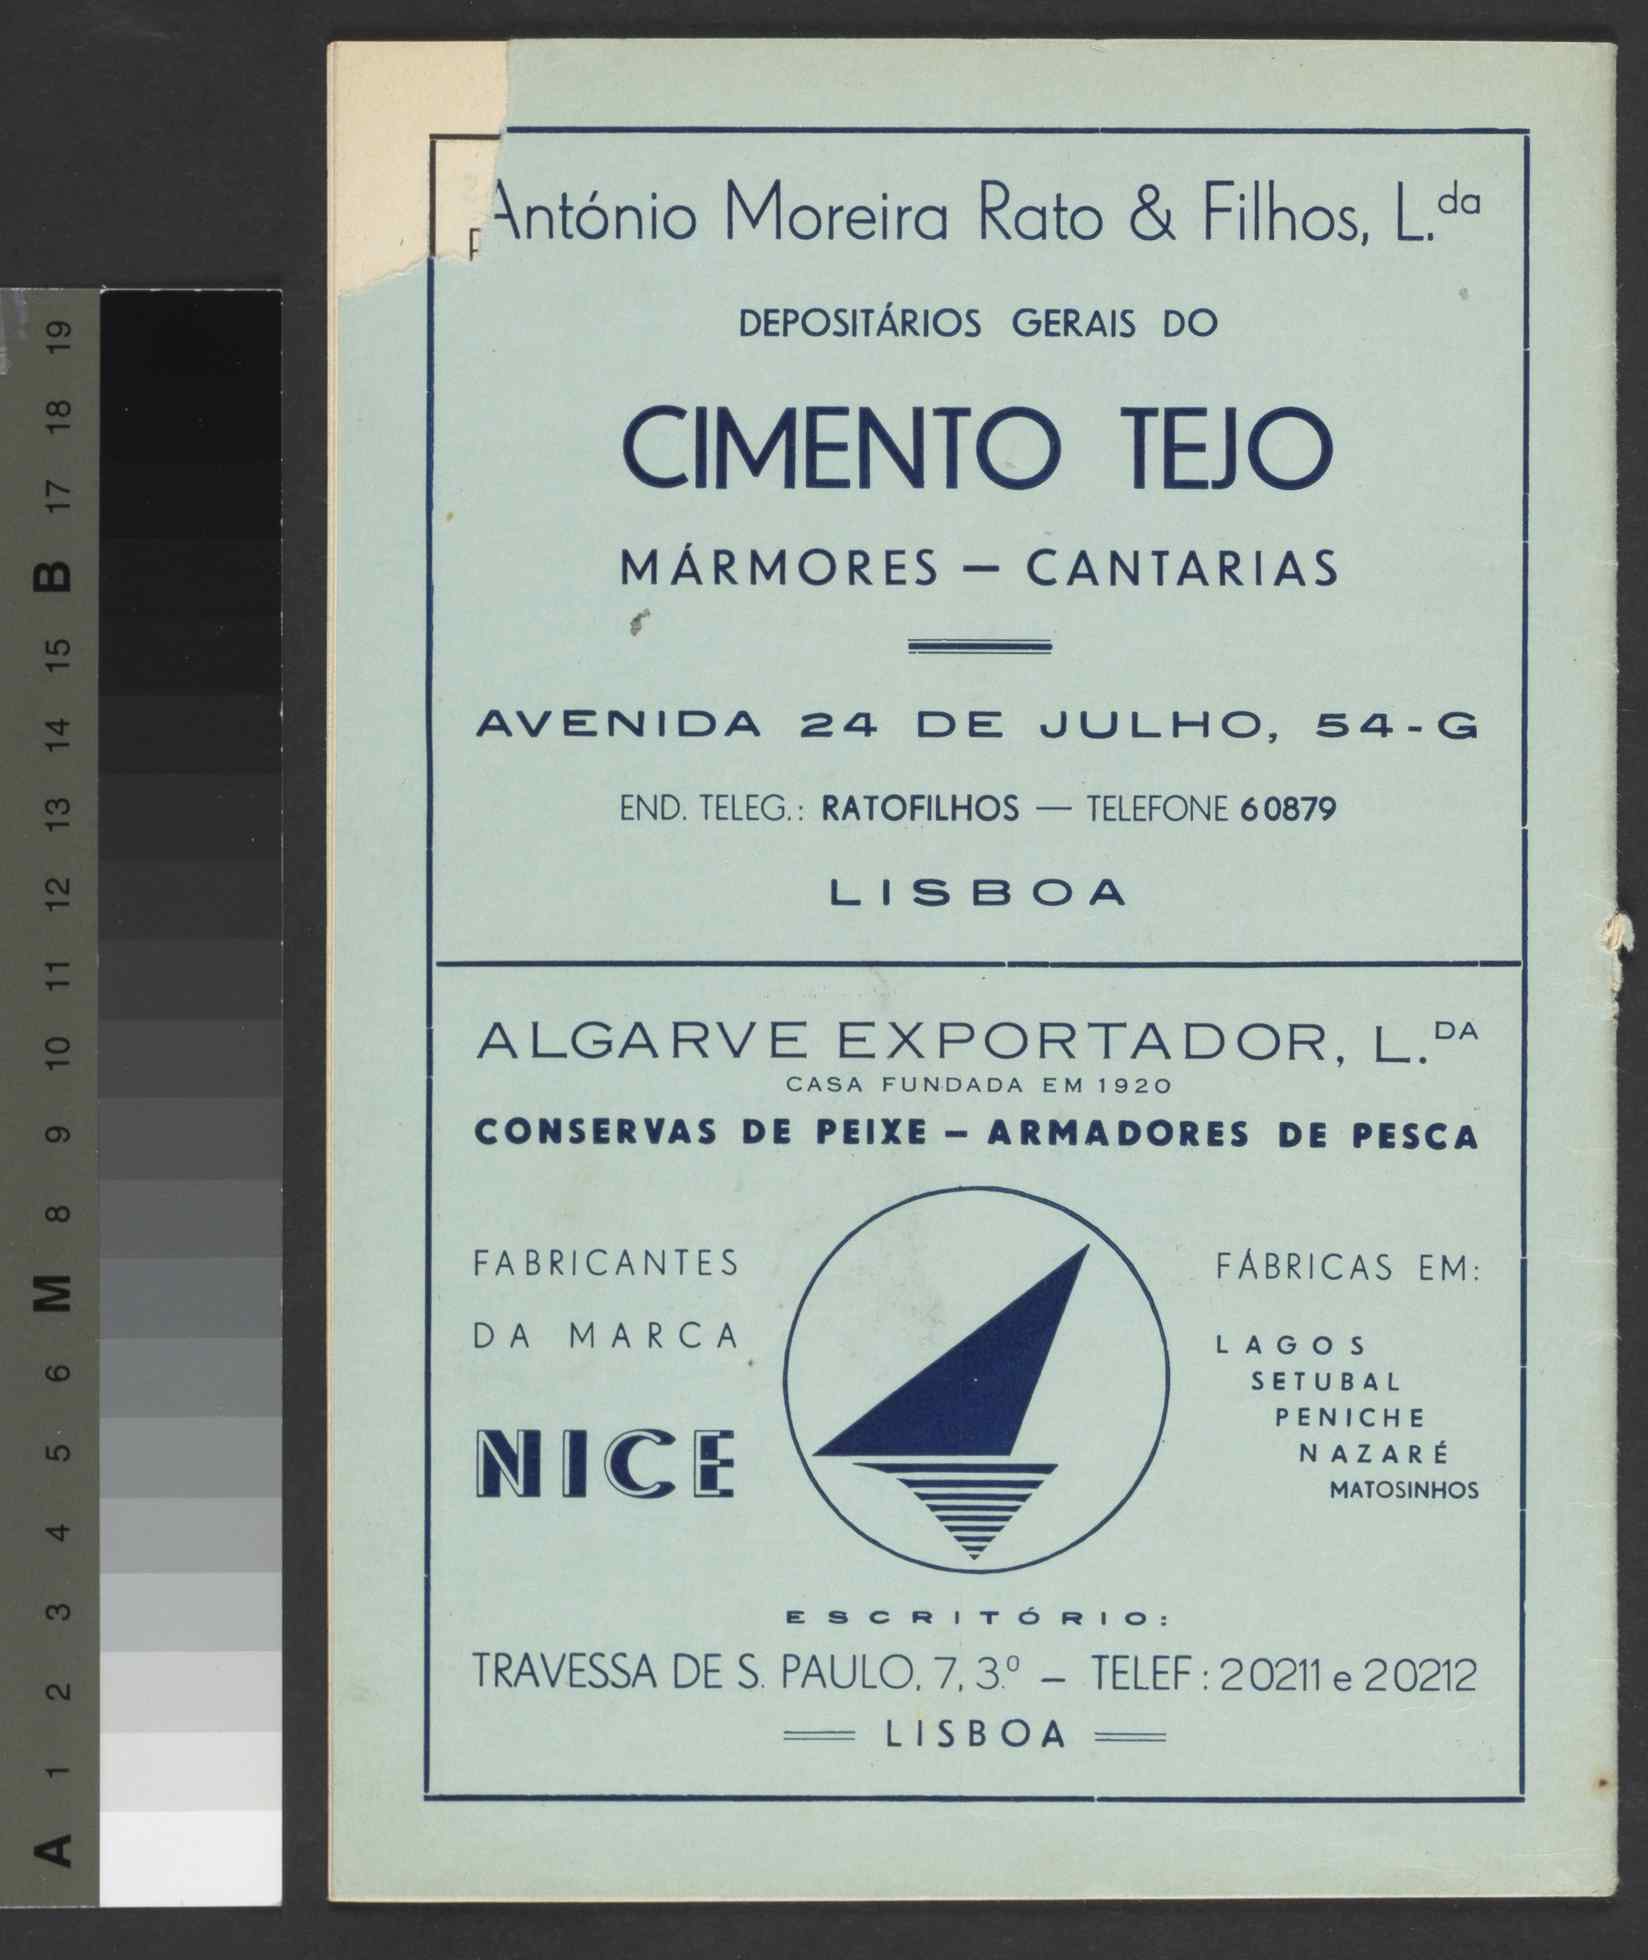 António Moreira Rato & Filhos, L.da
DEPOSITÁRIOS GERAIS DO
CIMENTO TEJO
MÁRMORES — CANTARIAS
AVENIDA 24 DE JULHO, 54-G
END. TELEG.: RATOFILHOS — TELEFONE 60879
LISBOA
ALGARVE EXPORTADOR, L.DA
CASA FUNDADA EM 1920
CONSERVAS DE PEIXE — ARMADORES DE PESCA
FABRICANTES
DA MARCA
NICE
FÁBRICAS EM:
LAGOS
SETUBAL
PENICHE
NAZARÉ
MATOSINHOS
ESCRITÓRIO:
TRAVESSA DE S. PAULO, 7, 3.º — TELEF: 20211 e 20212
LISBOA
A
1
2
3
4
5
6
M
8
9
10
11
12
13
14
15
B
17
18
19